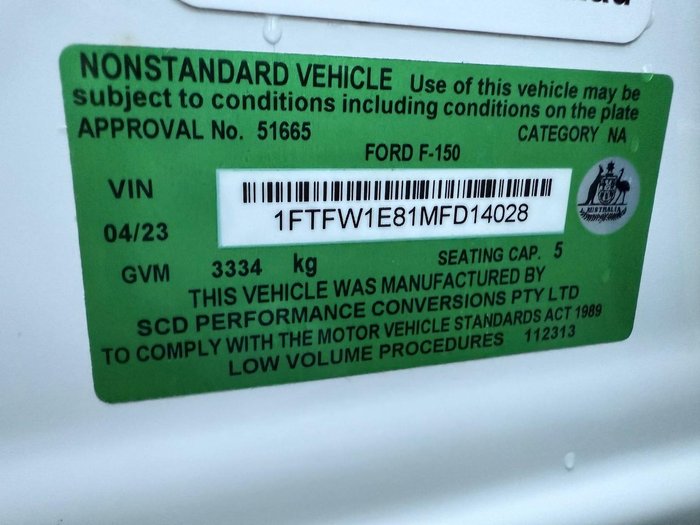 NONSTANDARD VEHICLE Use of this vehicle may be
subject to conditions including conditions on the plate
APPROVAL No. 51665 CATEGORY NA
FORD F-150
VIN 1FTFW1E81MFD14028
AUSTRALIA
04/23
GVM 3334 kg SEATING CAP. 5
THIS VEHICLE WAS MANUFACTURED BY
SCD PERFORMANCE CONVERSIONS PTY LTD
TO COMPLY WITH THE MOTOR VEHICLE STANDARDS ACT 1989
LOW VOLUME PROCEDURES 112313